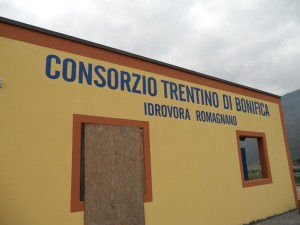 CONSORZIO TRENTINO DI BONIFICA
IDROVORA ROMAGNANO